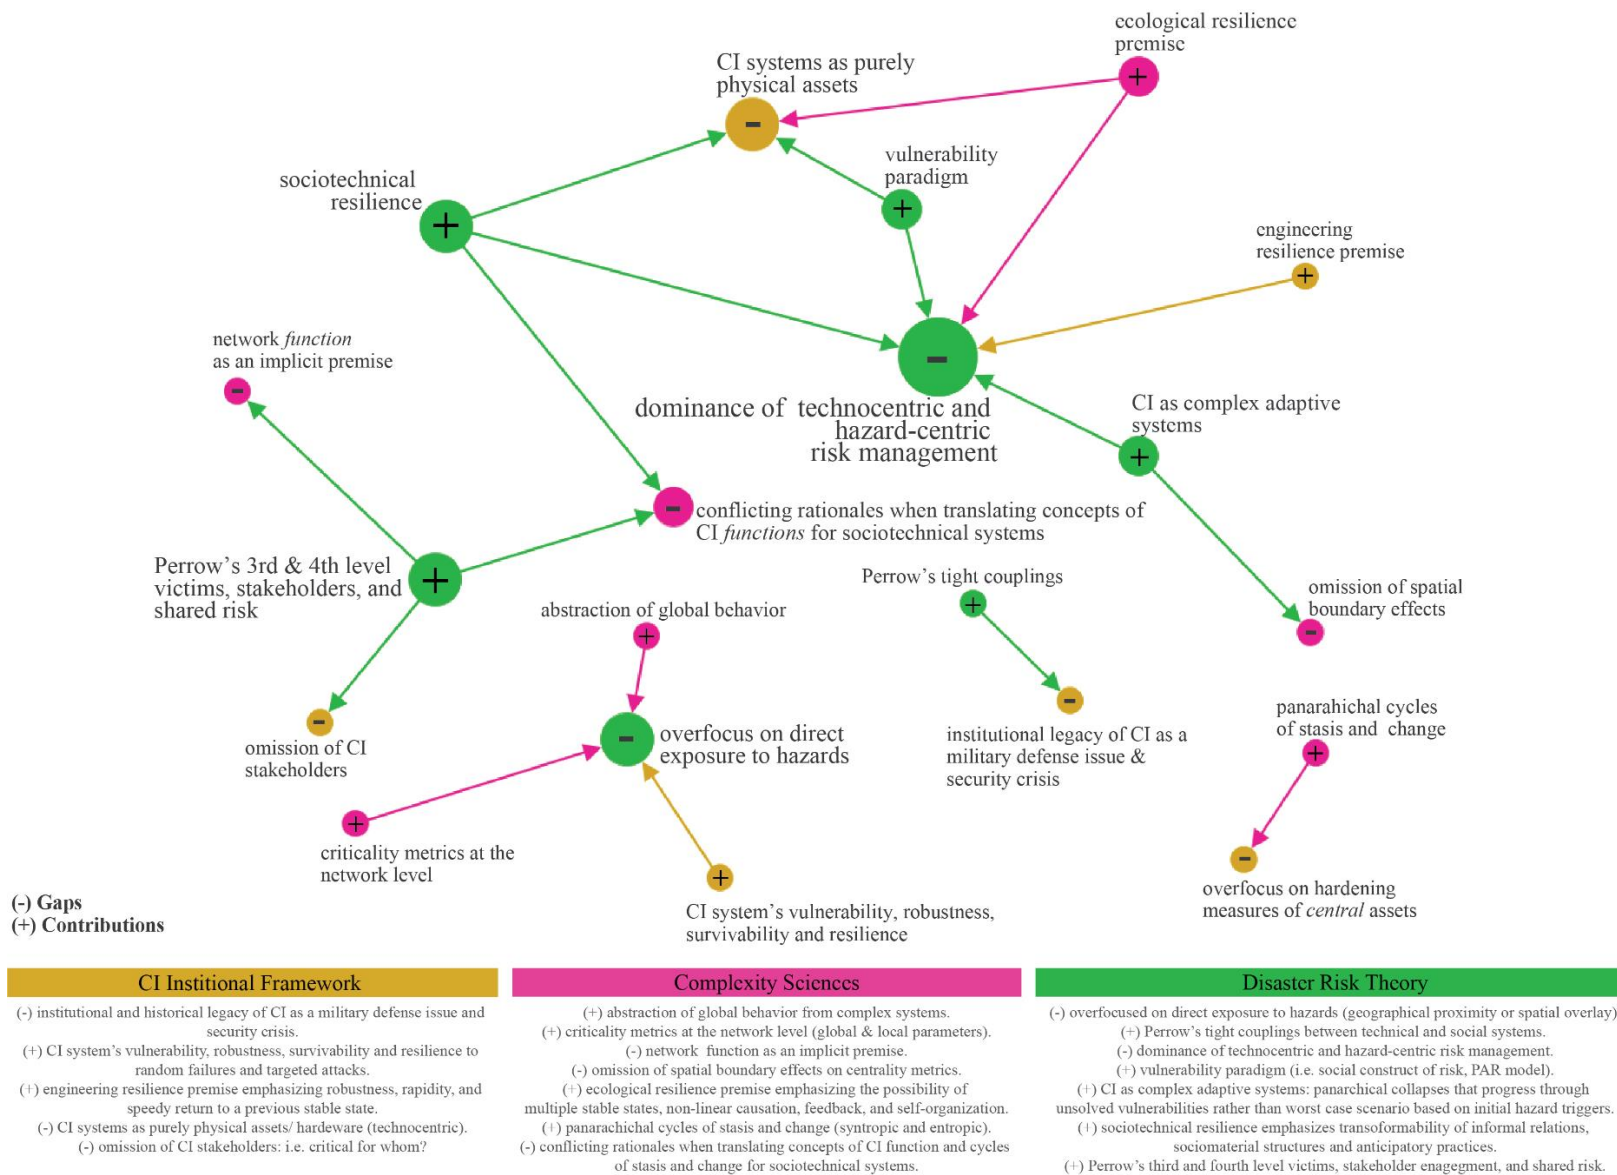 ecological resilience
premise
+
CI systems as purely
physical assets
-
vulnerability
paradigm
+
sociotechnical
resilience
+
engineering
resilience premise
+
network function
as an implicit premise
-
-
dominance of technocentric and
hazard-centric
risk management
CI as complex adaptive
systems
+
-
conflicting rationales when translating concepts of
CI functions for sociotechnical systems
Perrow's 3rd & 4th level
victims, stakeholders, and
shared risk
+
Perrow's tight couplings
+
abstraction of global behavior
+
omission of spatial
boundary effects
-
-
omission of CI
stakeholders
-
overfocus on direct
exposure to hazards
-
institutional legacy of CI as a
military defense issue &
security crisis
panarahichal cycles
of stasis and change
+
+
criticality metrics at the
network level
+
CI system's vulnerability, robustness,
survivability and resilience
-
overfocus on hardening
measures of central assets
(-) Gaps
(+) Contributions
CI Institional Framework
(-) institutional and historical legacy of CI as a military defense issue and
security crisis.
(+) CI system's vulnerability, robustness, survivability and resilience to
random failures and targeted attacks.
(+) engineering resilience premise emphasizing robustness, rapidity, and
speedy return to a previous stable state.
(-) CI systems as purely physical assets/ hardware (technocentric).
(-) omission of CI stakeholders: i.e. critical for whom?
Complexity Sciences
(+) abstraction of global behavior from complex systems.
(+) criticality metrics at the network level (global & local parameters).
(-) network function as an implicit premise.
(-) omission of spatial boundary effects on centrality metrics.
(+) ecological resilience premise emphasizing the possibility of
multiple stable states, non-linear causation, feedback, and self-organization.
(+) panarachichal cycles of stasis and change (syntropic and entropic).
(-) conflicting rationales when translating concepts of CI function and cycles
of stasis and change for sociotechnical systems.
Disaster Risk Theory
(-) overfocused on direct exposure to hazards (geographical proximity or spatial overlay)
(+) Perrow's tight couplings between technical and social systems.
(-) dominance of technocentric and hazard-centric risk management.
(+) vulnerability paradigm (i.e. social construct of risk, PAR model).
(+) CI as complex adaptive systems: panarchical collapses that progress through
unsolved vulnerabilities rather than worst case scenario based on initial hazard triggers.
(+) sociotechnical resilience emphasizes transoformability of informal relations,
sociomaterial structures and anticipatory practices.
(+) Perrow's third and fourth level victims, stakeholder enagegment, and shared risk.